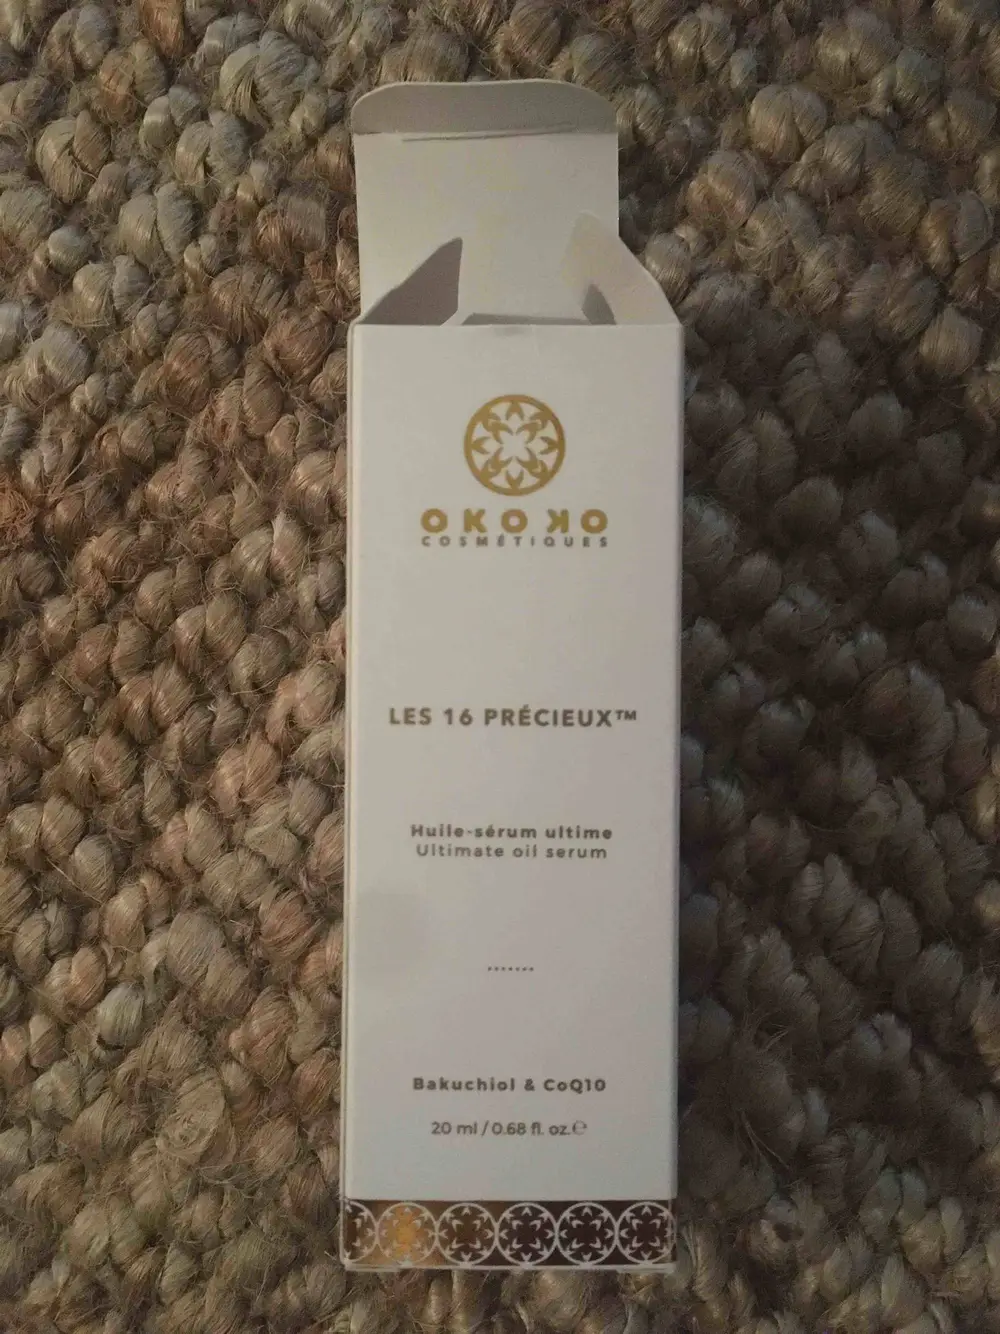 OKOKO
COSMÉTIQUES
LES 16 PRÉCIEUX™
Huile-sérum ultime
Ultimate oil serum
Bakuchiol & CoQ10
20 ml / 0.68 fl. oz.℮